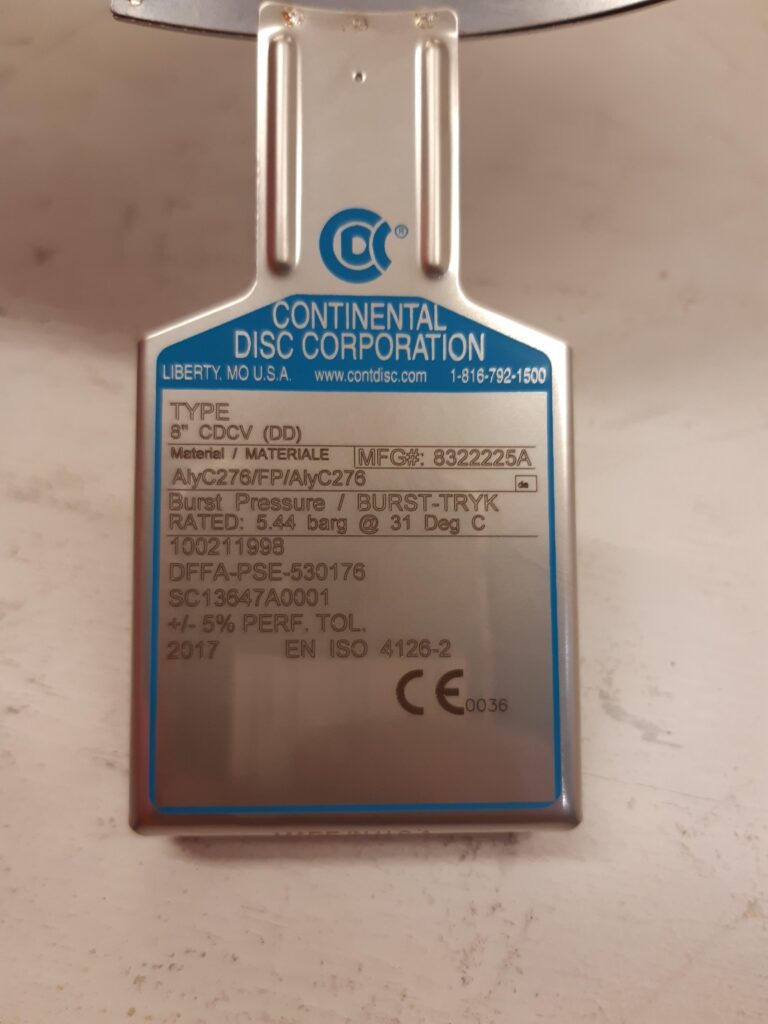 CDC®
CONTINENTAL
DISC CORPORATION
LIBERTY, MO U.S.A. www.contdisc.com 1-816-792-1500
TYPE
8" CDCV (DD)
Material / MATERIALE MFG#: 8322225A
AlyC276/FP/AlyC276 de
Burst Pressure / BURST-TRYK
RATED: 5.44 barg @ 31 Deg C
100211998
DFFA-PSE-530176
SC13647A0001
+/- 5% PERF. TOL.
2017 EN ISO 4126-2
CE 0036